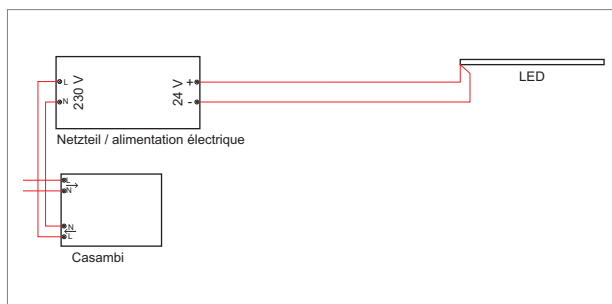 L
230 V
24 V
+
N
-
LED
Netzteil / alimentation électrique
L
N
N
L
Casambi